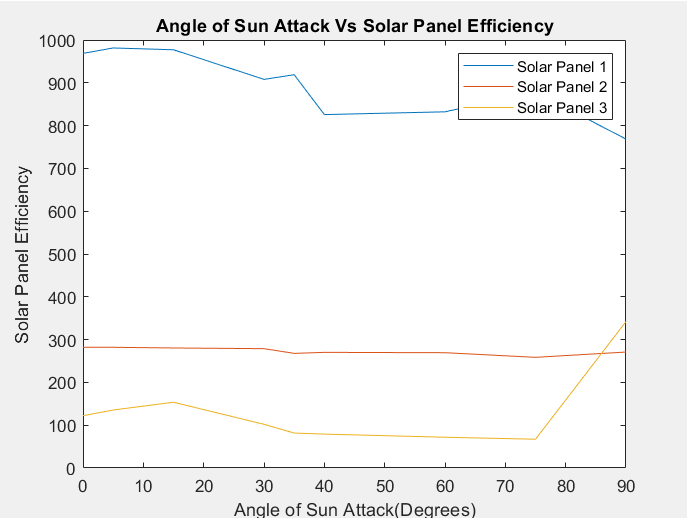 Angle of Sun Attack Vs Solar Panel Efficiency
1000
900
800
700
600
500
400
300
200
100
0
Solar Panel Efficiency
Solar Panel 1
Solar Panel 2
Solar Panel 3
0 10 20 30 40 50 60 70 80 90
Angle of Sun Attack(Degrees)